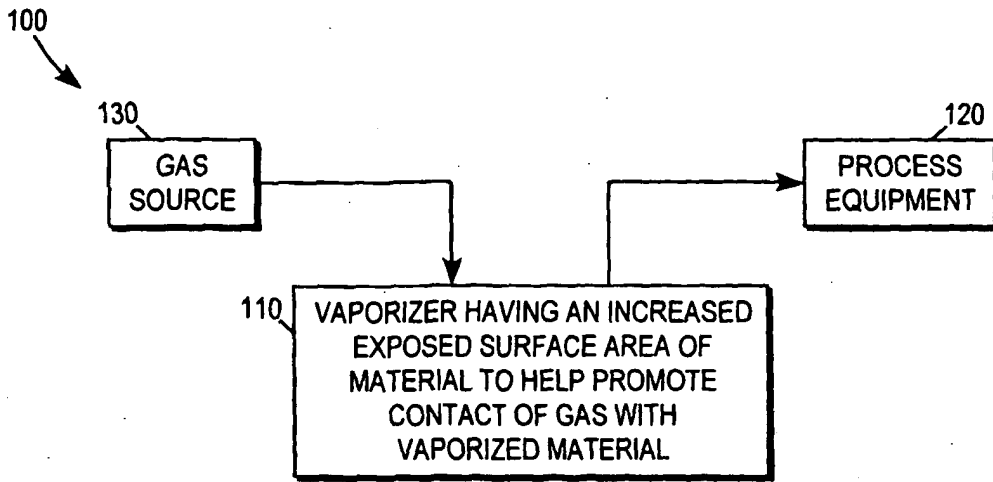 100
130
GAS
SOURCE
120
PROCESS
EQUIPMENT
110
VAPORIZER HAVING AN INCREASED
EXPOSED SURFACE AREA OF
MATERIAL TO HELP PROMOTE
CONTACT OF GAS WITH
VAPORIZED MATERIAL